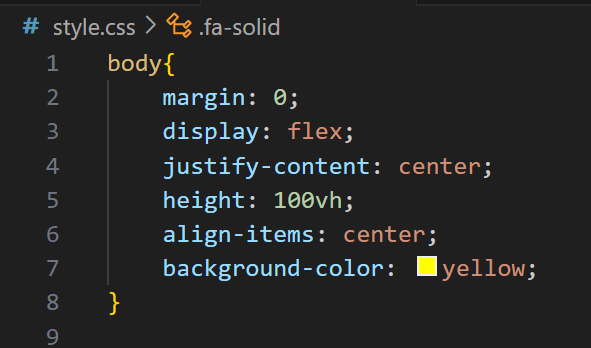 # style.css > .fa-solid
1 body{
2 margin: 0;
3 display: flex;
4 justify-content: center;
5 height: 100vh;
6 align-items: center;
7 background-color: yellow;
8 }
9